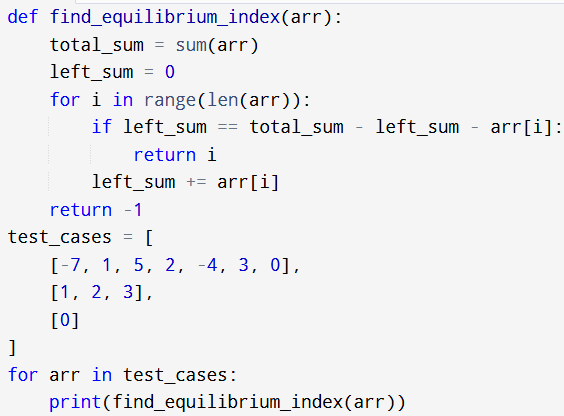 def find_equilibrium_index(arr):
    total_sum = sum(arr)
    left_sum = 0
    for i in range(len(arr)):
        if left_sum == total_sum - left_sum - arr[i]:
            return i
        left_sum += arr[i]
    return -1
test_cases = [
    [-7, 1, 5, 2, -4, 3, 0],
    [1, 2, 3],
    [0]
]
for arr in test_cases:
    print(find_equilibrium_index(arr))